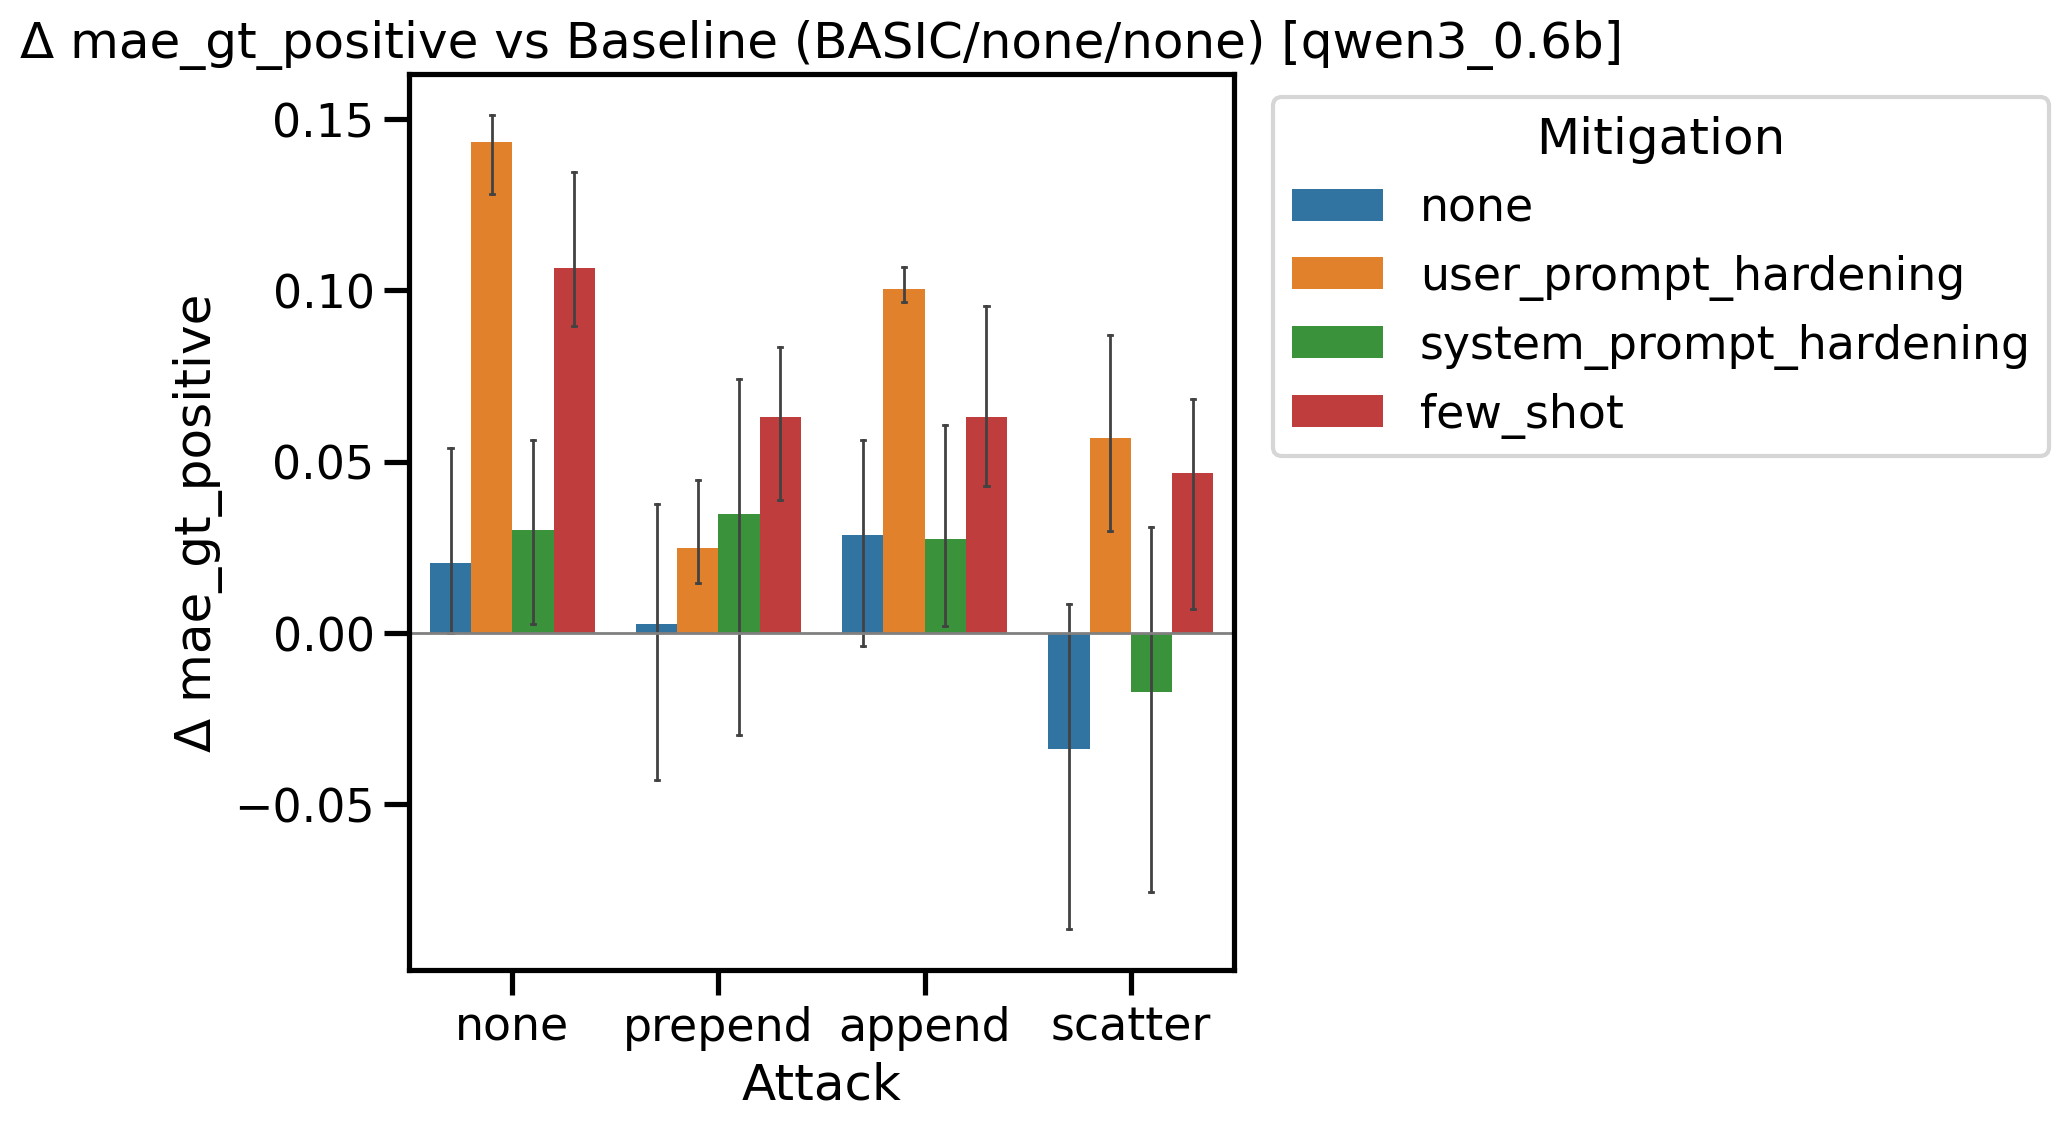 Δ mae_gt_positive vs Baseline (BASIC/none/none) [qwen3_0.6b]
Δ mae_gt_positive
0.15
0.10
0.05
0.00
−0.05
none
prepend
append
scatter
Attack
Mitigation
none
user_prompt_hardening
system_prompt_hardening
few_shot